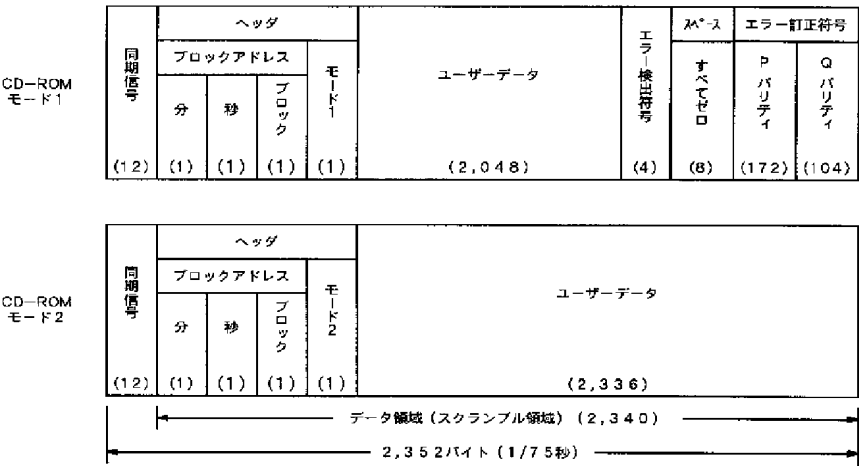 CD-ROM
モード1
同期信号
(12)
ヘッダ
ブロックアドレス
分
(1)
秒
(1)
ブロック
(1)
モード1
(1)
ユーザーデータ
(2,048)
エラー検出符号
(4)
スペース
すべてゼロ
(8)
エラー訂正符号
Pパリティ
(172)
Qパリティ
(104)
CD-ROM
モード2
同期信号
(12)
ヘッダ
ブロックアドレス
分
(1)
秒
(1)
ブロック
(1)
モード2
(1)
ユーザーデータ
(2,336)
データ領域(スクランブル領域)(2,340)
2,352バイト(1/75秒)